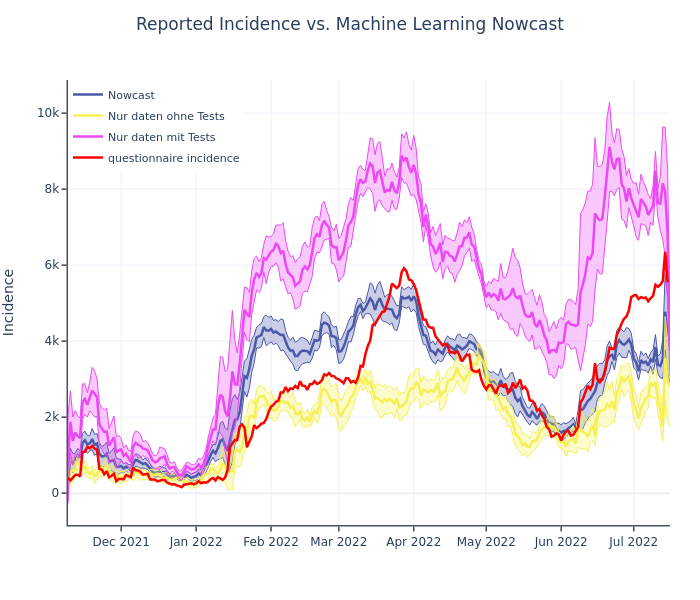 Reported Incidence vs. Machine Learning Nowcast
Nowcast
Nur daten ohne Tests
Nur daten mit Tests
questionnaire incidence
Incidence
10k
8k
6k
4k
2k
0
Dec 2021
Jan 2022
Feb 2022
Mar 2022
Apr 2022
May 2022
Jun 2022
Jul 2022